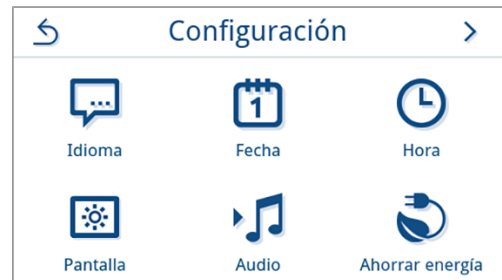 Configuración
...
1
Idioma
Fecha
Hora
Pantalla
Audio
Ahorrar energía